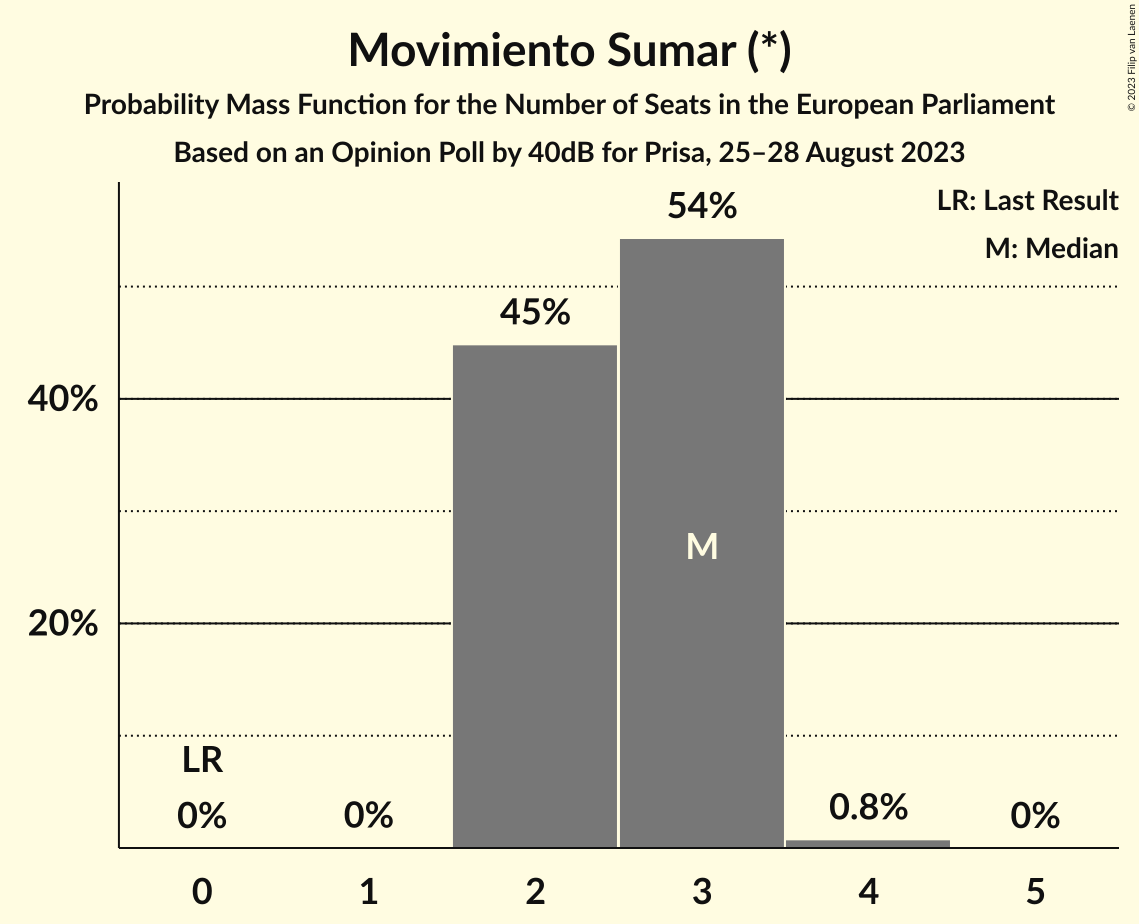 Movimiento Sumar (*)
Probability Mass Function for the Number of Seats in the European Parliament
Based on an Opinion Poll by 40dB for Prisa, 25–28 August 2023
© 2023 Filip van Laenen
LR: Last Result
M: Median
54%
45%
40%
M
20%
LR
0%
0%
0.8%
0%
0 1 2 3 4 5